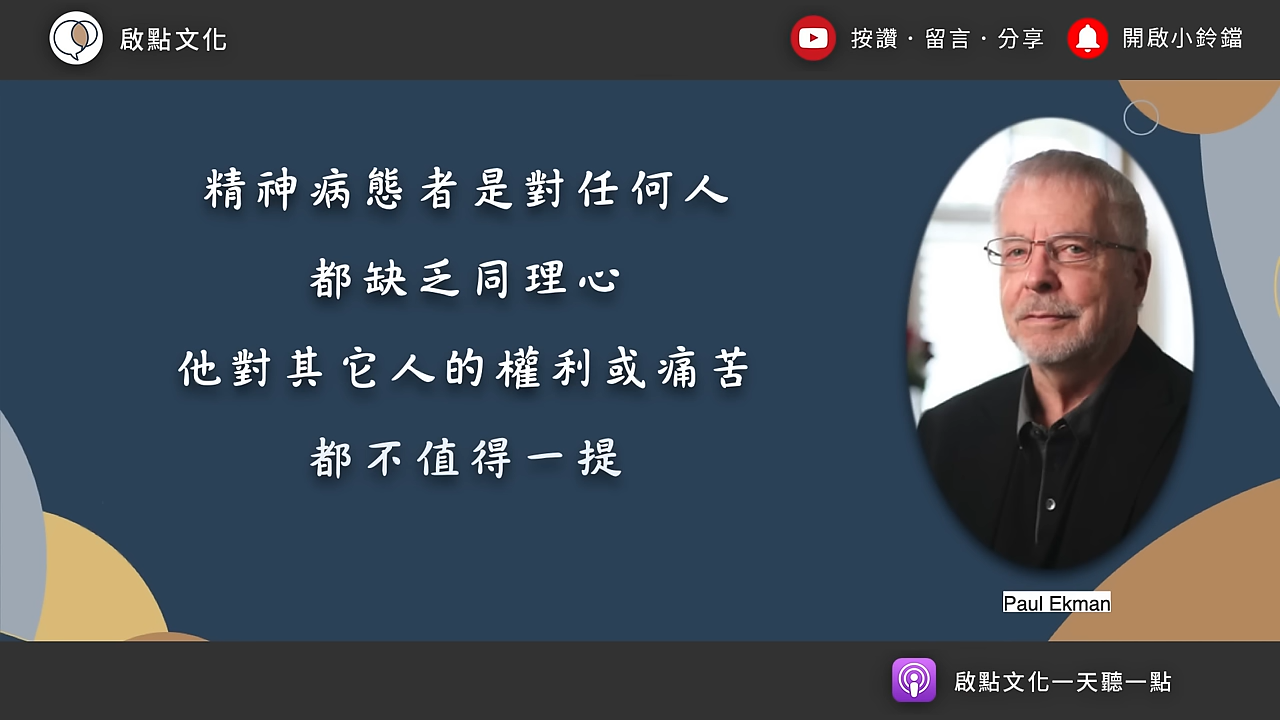 啟點文化
按讚・留言・分享
開啟小鈴鐺
精神病態者是對任何人
都缺乏同理心
他對其它人的權利或痛苦
都不值得一提
Paul Ekman
啟點文化一天聽一點